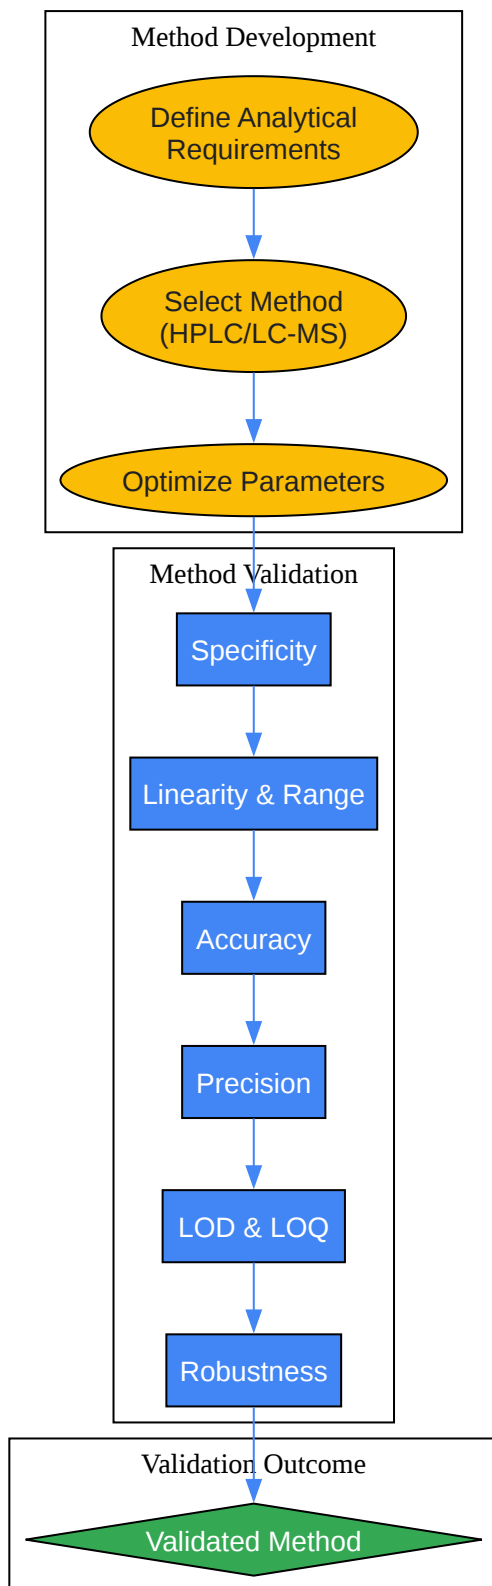 Method Development
Define Analytical
Requirements
Select Method
(HPLC/LC-MS)
Optimize Parameters
Method Validation
Specificity
Linearity & Range
Accuracy
Precision
LOD & LOQ
Robustness
Validation Outcome
Validated Method